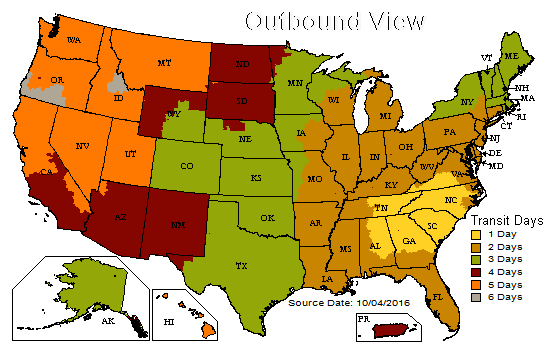 Outbound View
WA
MT
ND
MN
VT
ME
OR
ID
WY
SD
WI
MI
NY
NH
MA
RI
CT
NV
UT
CO
NE
IA
IL
IN
OH
PA
NJ
DE
MD
CA
KS
MO
KY
WV
VA
AZ
NM
OK
AR
TN
NC
SC
TX
LA
MS
AL
GA
FL
AK
HI
PR
Transit Days
1 Day
2 Days
3 Days
4 Days
5 Days
6 Days
Source Date: 10/04/2016